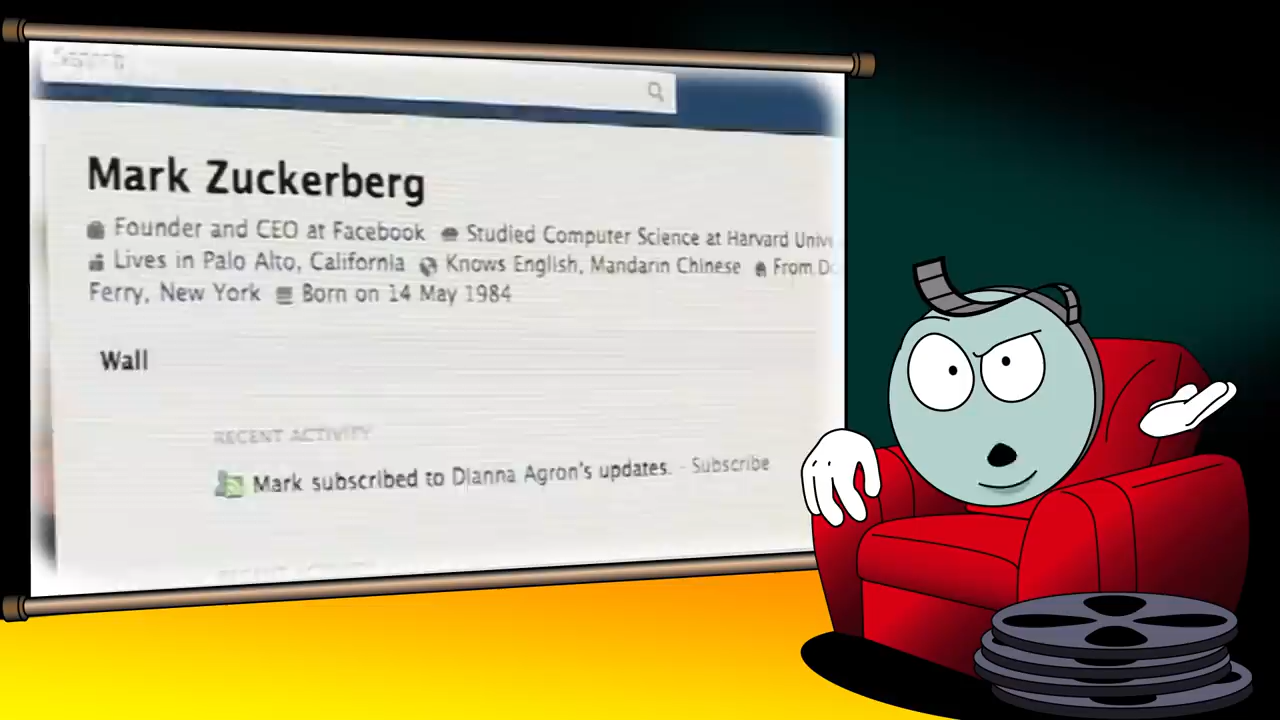 Search
Mark Zuckerberg
Founder and CEO at Facebook Studied Computer Science at Harvard
Lives in Palo Alto, California Knows English, Mandarin Chinese From
Ferry, New York Born on 14 May 1984
Wall
RECENT ACTIVITY
Mark subscribed to Dianna Agron's updates. - Subscribe